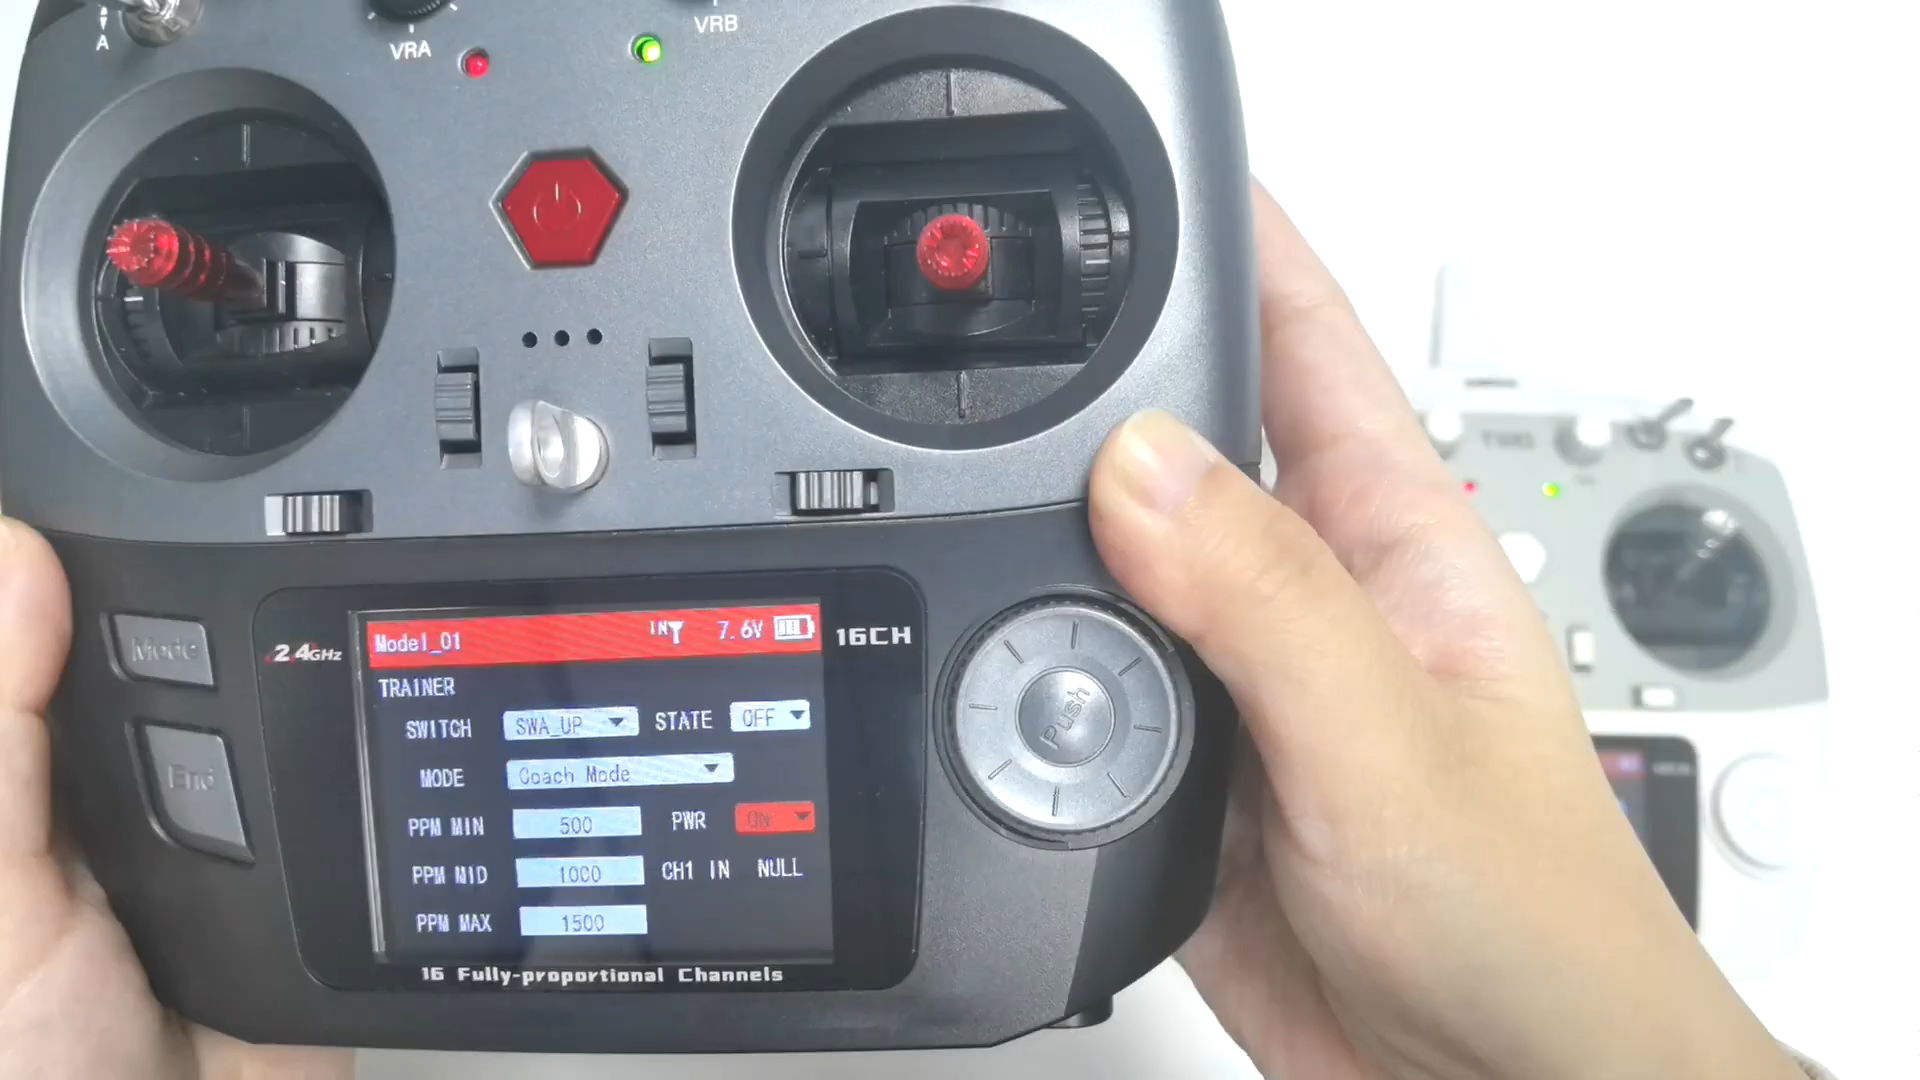 A
VRA
VRB
Mode
End
2.4GHz
Model_01 IN 7.6V
16CH
TRAINER
SWITCH SWA_UP STATE OFF
MODE Coach Mode
PPM MIN 500 PWR ON
PPM MID 1000 CH1 IN NULL
PPM MAX 1500
16 Fully-proportional Channels
Push